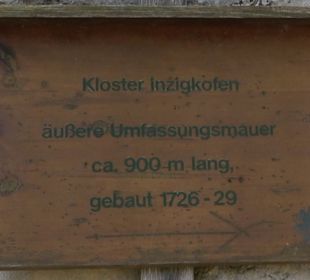 Kloster Inzigkofen
äußere Umfassungsmauer
ca. 900 m lang,
gebaut 1726 - 29